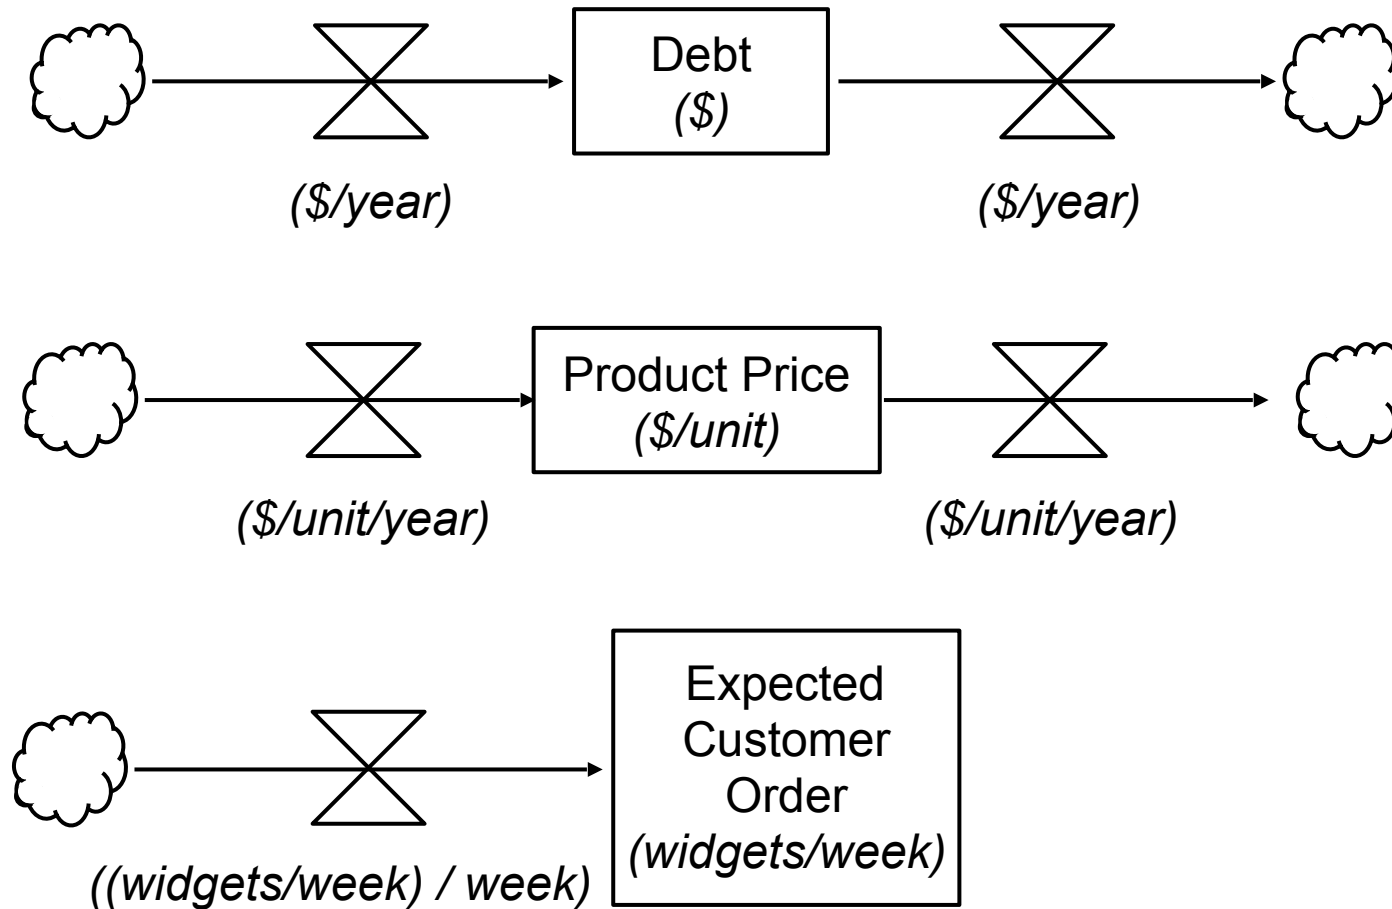 Debt
($)
($/year)
($/year)
Product Price
($/unit)
($/unit/year)
($/unit/year)
Expected
Customer
Order
(widgets/week)
((widgets/week) / week)